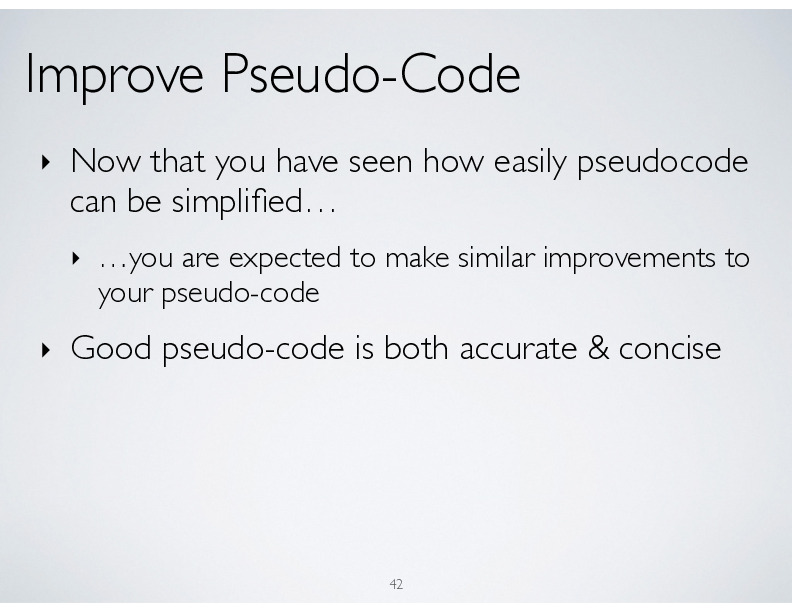 Improve Pseudo-Code
‣ Now that you have seen how easily pseudocode
can be simplified…
‣ …you are expected to make similar improvements to
your pseudo-code
‣ Good pseudo-code is both accurate & concise
42